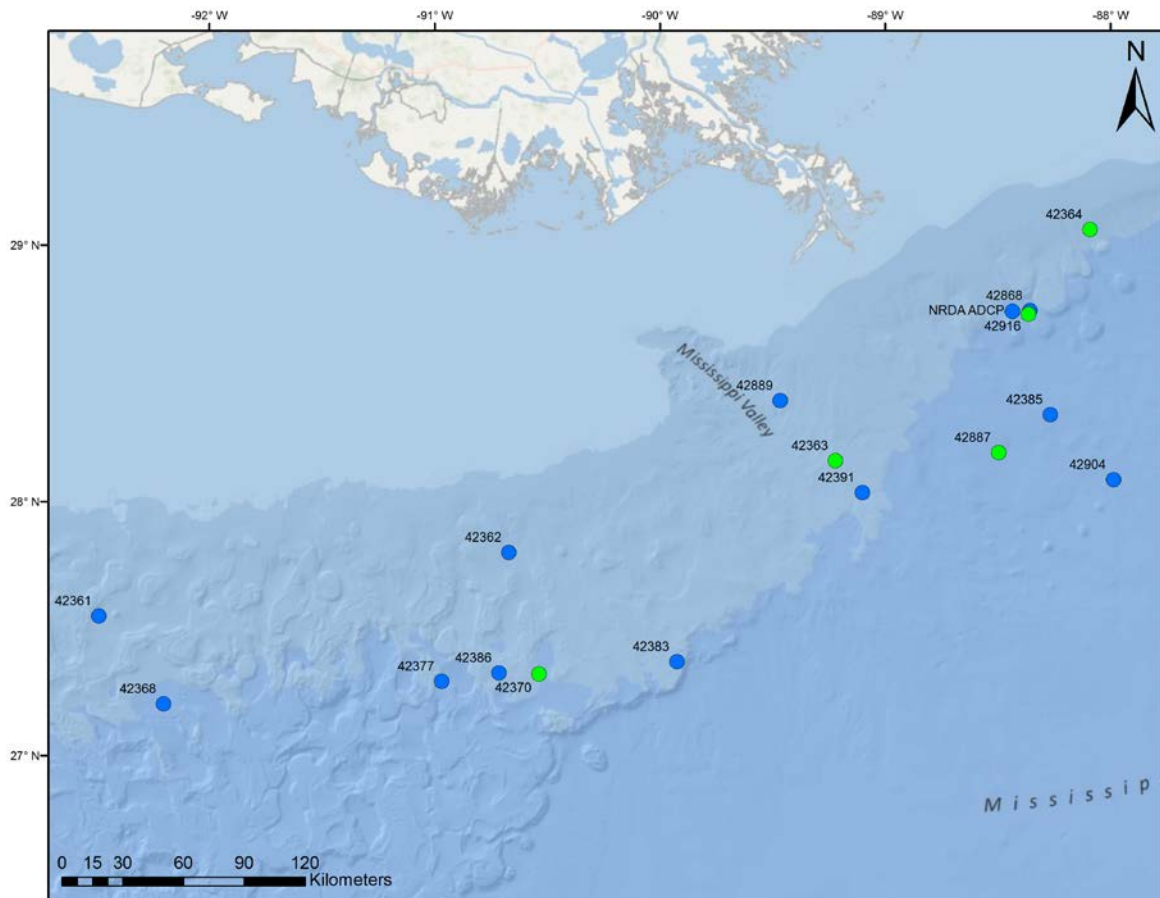 -92° W
-91° W
-90° W
-89° W
-88° W
N
42364
29° N
42868
NRDA ADCP
42916
Mississippi Valley
42889
42385
42363
42887
42391
42904
28° N
42362
42361
42383
42386
42377
42370
42368
27° N
Mississip
0 15 30 60 90 120
Kilometers